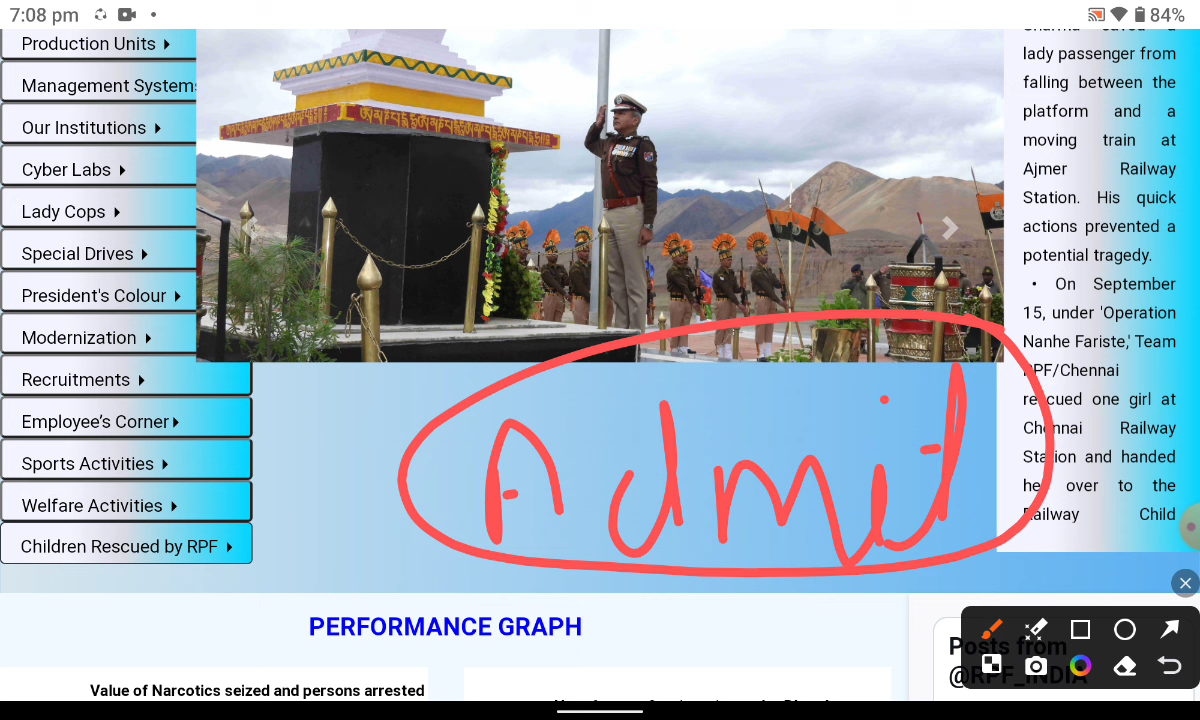 7:08 pm
84%
Production Units
Management Systems
Our Institutions
Cyber Labs
Lady Cops
Special Drives
President's Colour
Modernization
Recruitments
Employee’s Corner
Sports Activities
Welfare Activities
Children Rescued by RPF
Admit
lady passenger from
falling between the
platform and a
moving train at
Ajmer Railway
Station. His quick
actions prevented a
potential tragedy.
• On September
15, under 'Operation
Nanhe Fariste,' Team
RPF/Chennai
rescued one girl at
Chennai Railway
Station and handed
her over to the
Railway Child
PERFORMANCE GRAPH
Value of Narcotics seized and persons arrested
Posts from
@RPF_INDIA